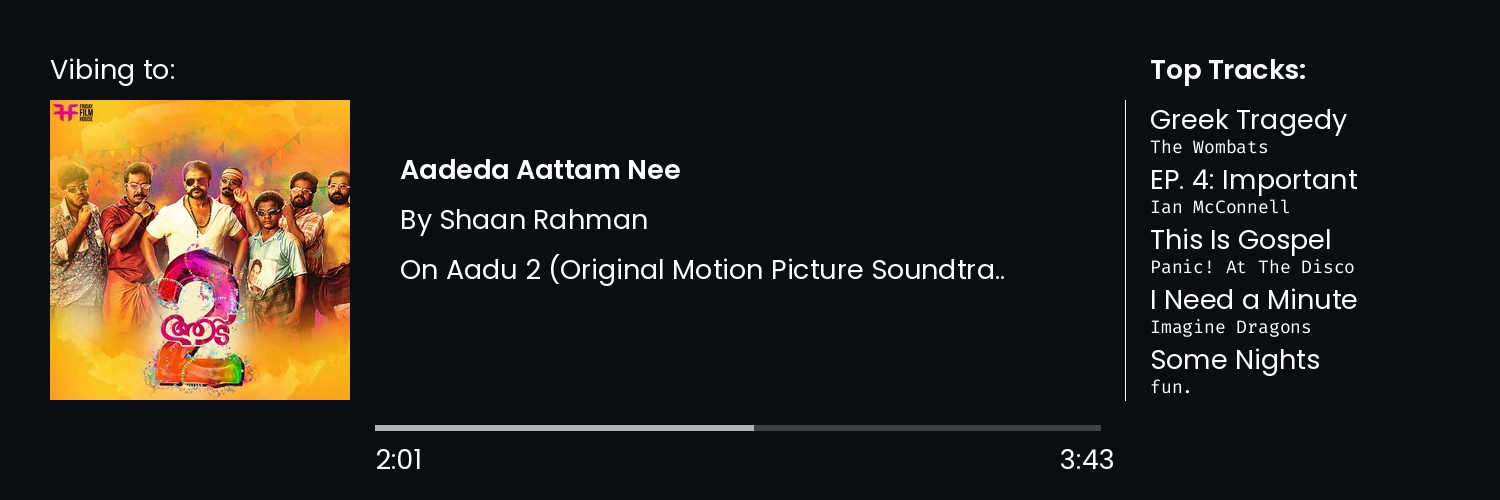 Vibing to:
FRIDAY
FILM
HOUSE
ആട്
2
Aadeda Aattam Nee
By Shaan Rahman
On Aadu 2 (Original Motion Picture Soundtra..
2:01
3:43
Top Tracks:
Greek Tragedy
The Wombats
EP. 4: Important
Ian McConnell
This Is Gospel
Panic! At The Disco
I Need a Minute
Imagine Dragons
Some Nights
fun.